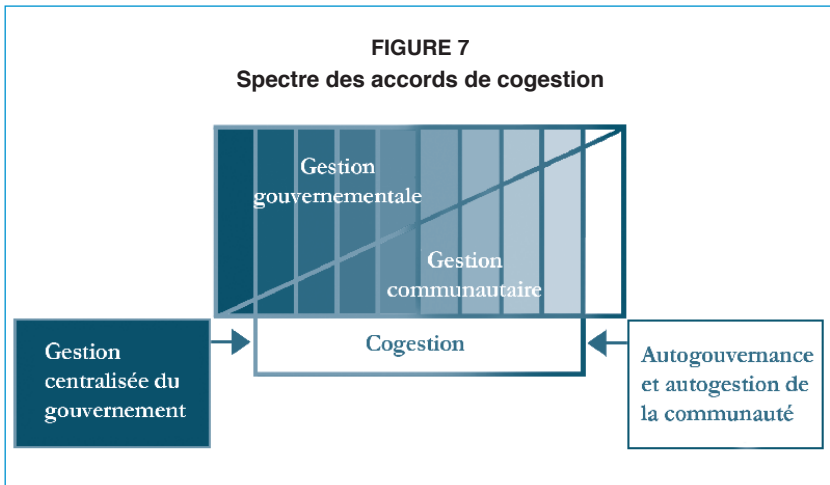 FIGURE 7
Spectre des accords de cogestion
Gestion
gouvernementale
Gestion
communautaire
Cogestion
Gestion
centralisée du
gouvernement
Autogouvernance
et autogestion de
la communauté